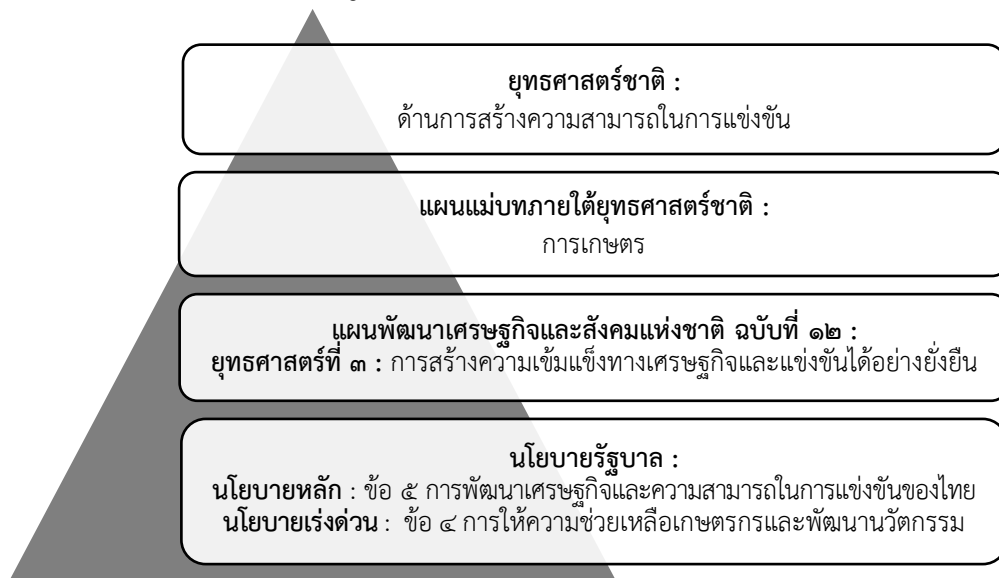 ยุทธศาสตร์ชาติ :
ด้านการสร้างความสามารถในการแข่งขัน
แผนแม่บทภายใต้ยุทธศาสตร์ชาติ :
การเกษตร
แผนพัฒนาเศรษฐกิจและสังคมแห่งชาติ ฉบับที่ ๑๒ :
ยุทธศาสตร์ที่ ๓ : การสร้างความเข้มแข็งทางเศรษฐกิจและแข่งขันได้อย่างยั่งยืน
นโยบายรัฐบาล :
นโยบายหลัก : ข้อ ๕ การพัฒนาเศรษฐกิจและความสามารถในการแข่งขันของไทย
นโยบายเร่งด่วน : ข้อ ๔ การให้ความช่วยเหลือเกษตรกรและพัฒนานวัตกรรม